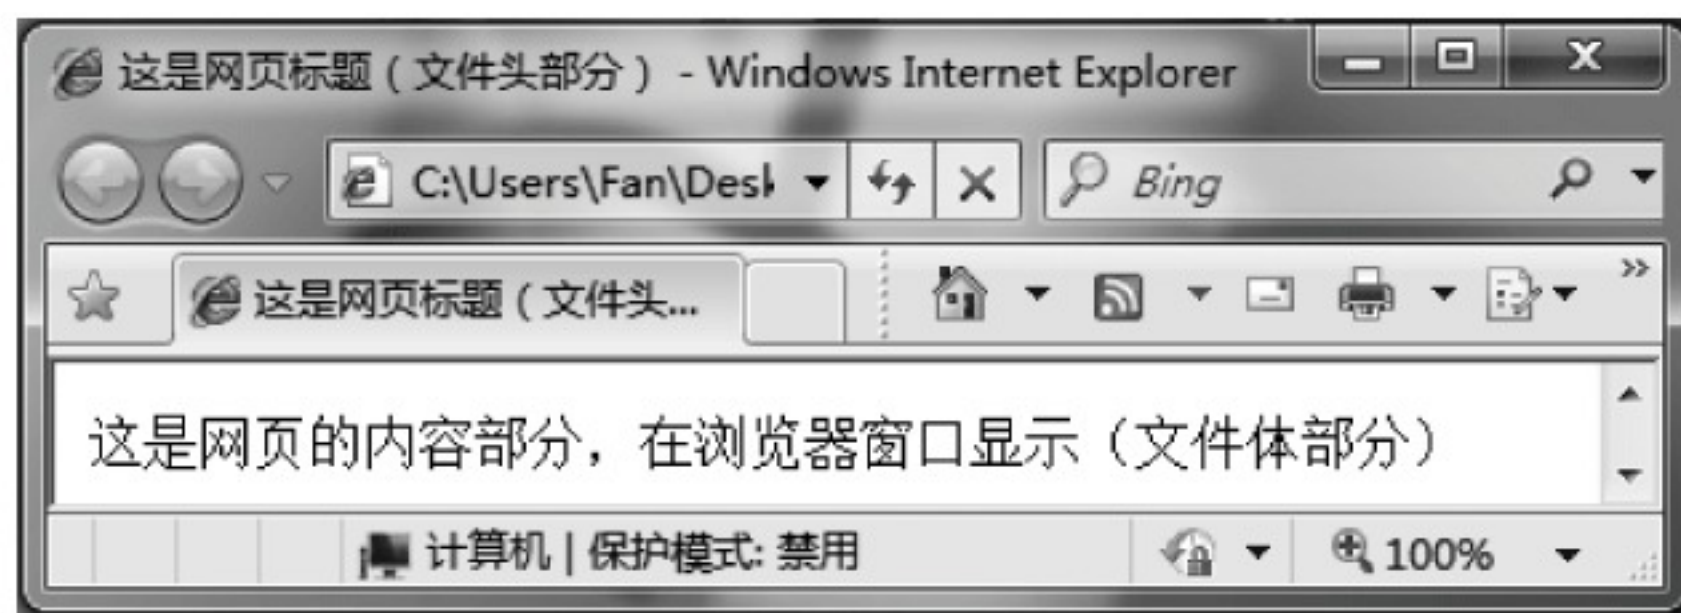 这是网页标题（文件头部分） - Windows Internet Explorer
C:\Users\Fan\Desk
Bing
这是网页标题（文件头...
这是网页的内容部分，在浏览器窗口显示（文件体部分）
计算机 | 保护模式: 禁用
100%